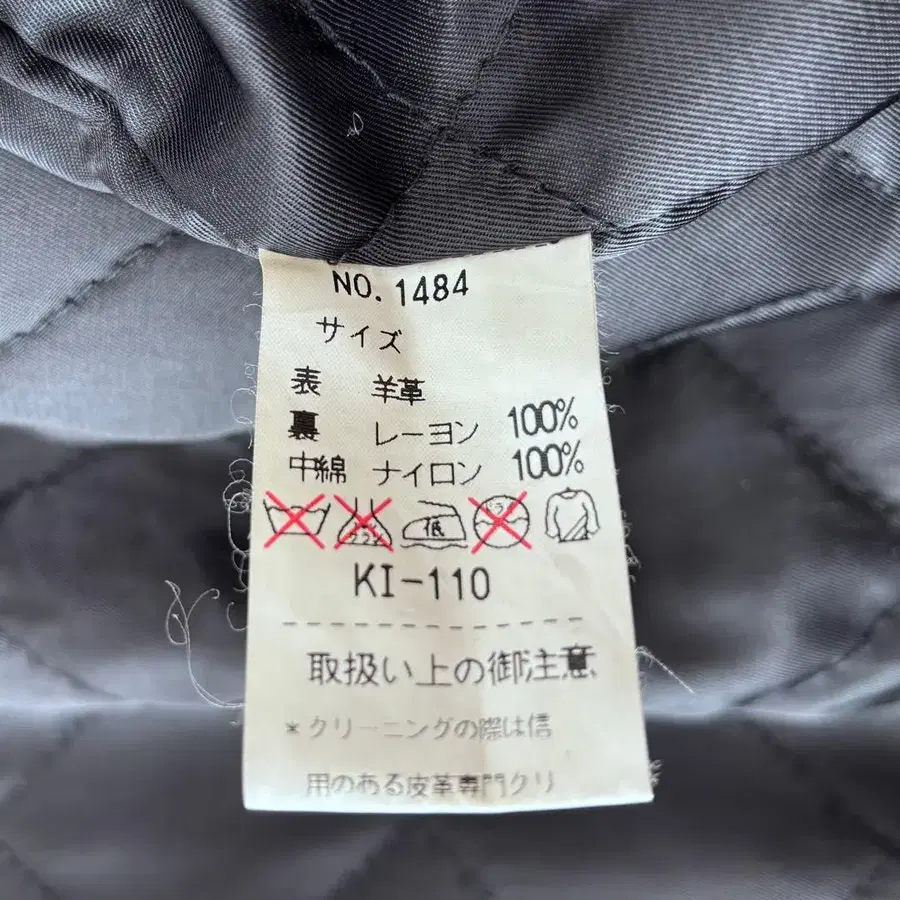 NO. 1484
サイズ
表 羊革
裏 レーヨン 100%
中綿 ナイロン 100%
低
KI-110
取扱い上の御注意
*クリーニングの際は信
用のある皮革専門クリ